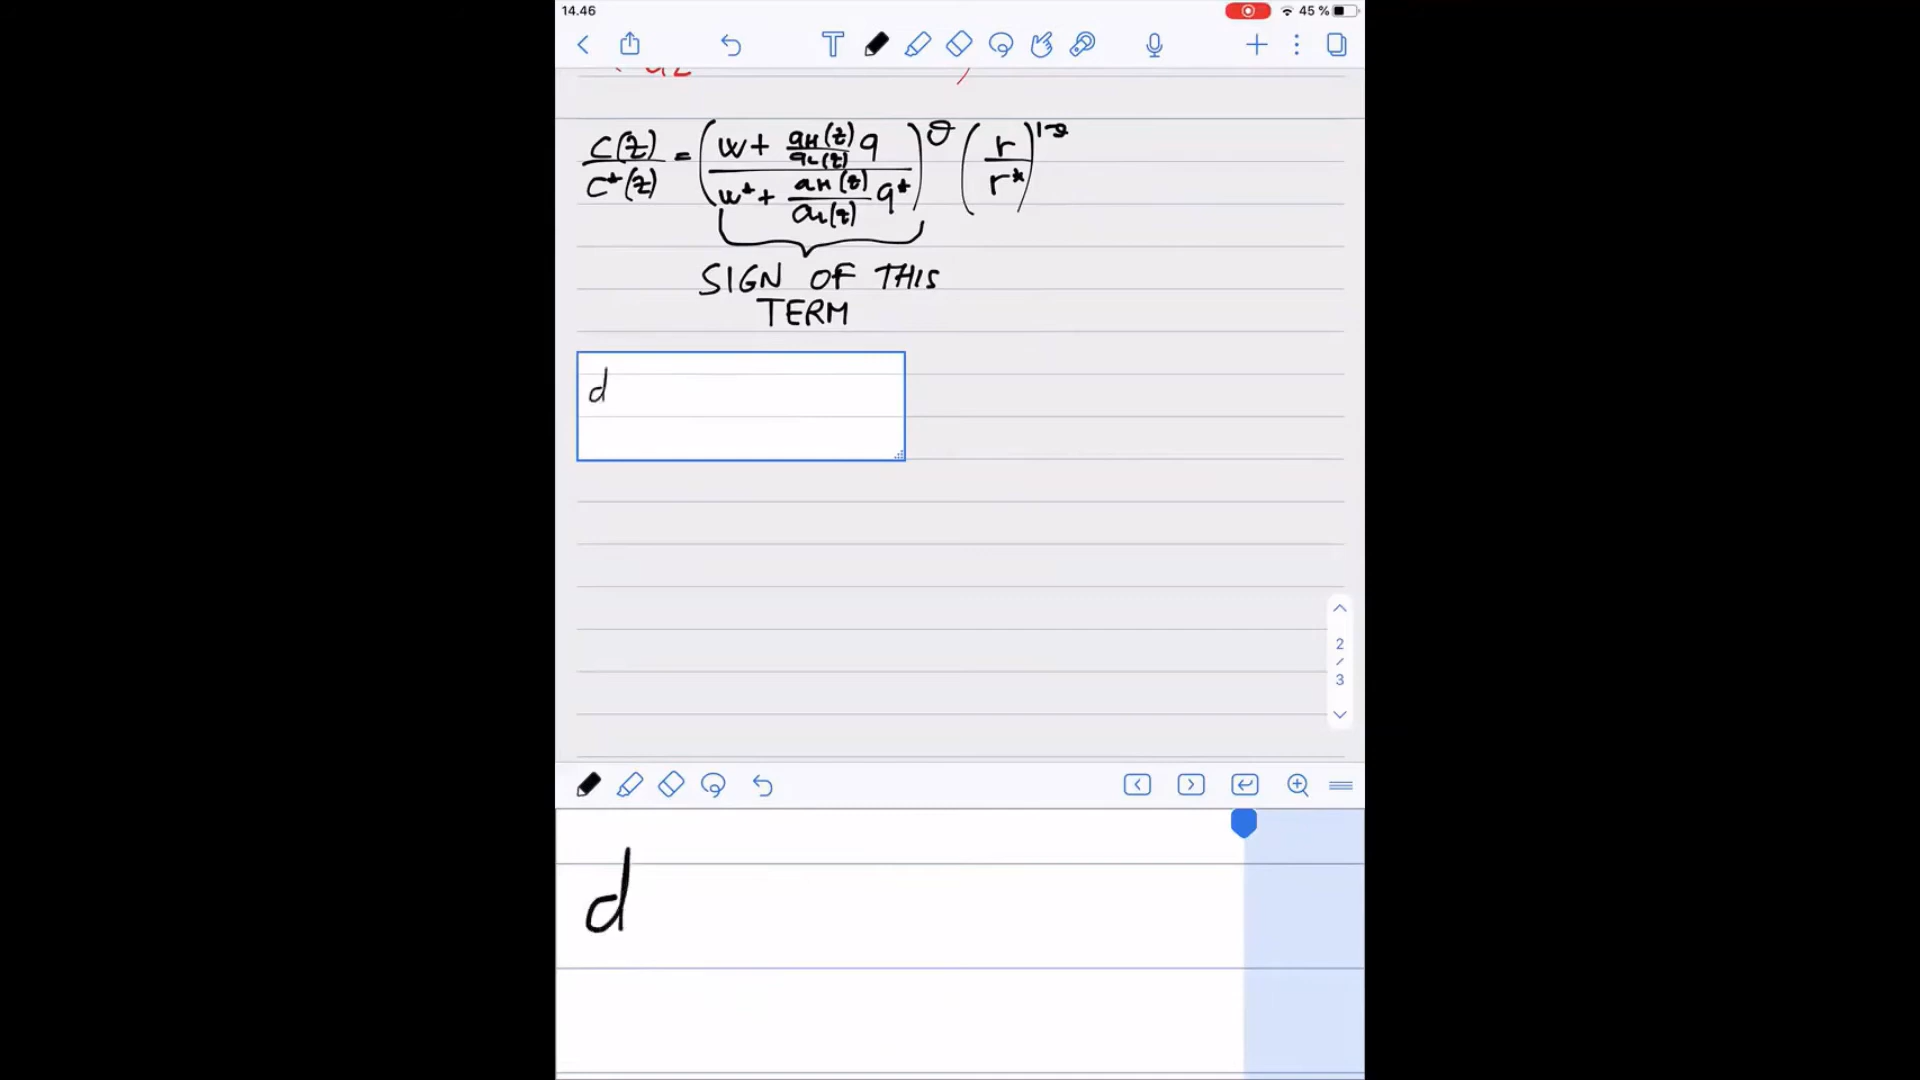 14.46 45 %
C(z) / C*(z) = ( w + aH(z)/aL(z) q / w* + aH(z)/aL(z) q* )^θ ( r / r* )^1-θ
SIGN OF THIS
TERM
d
2
/
3
d